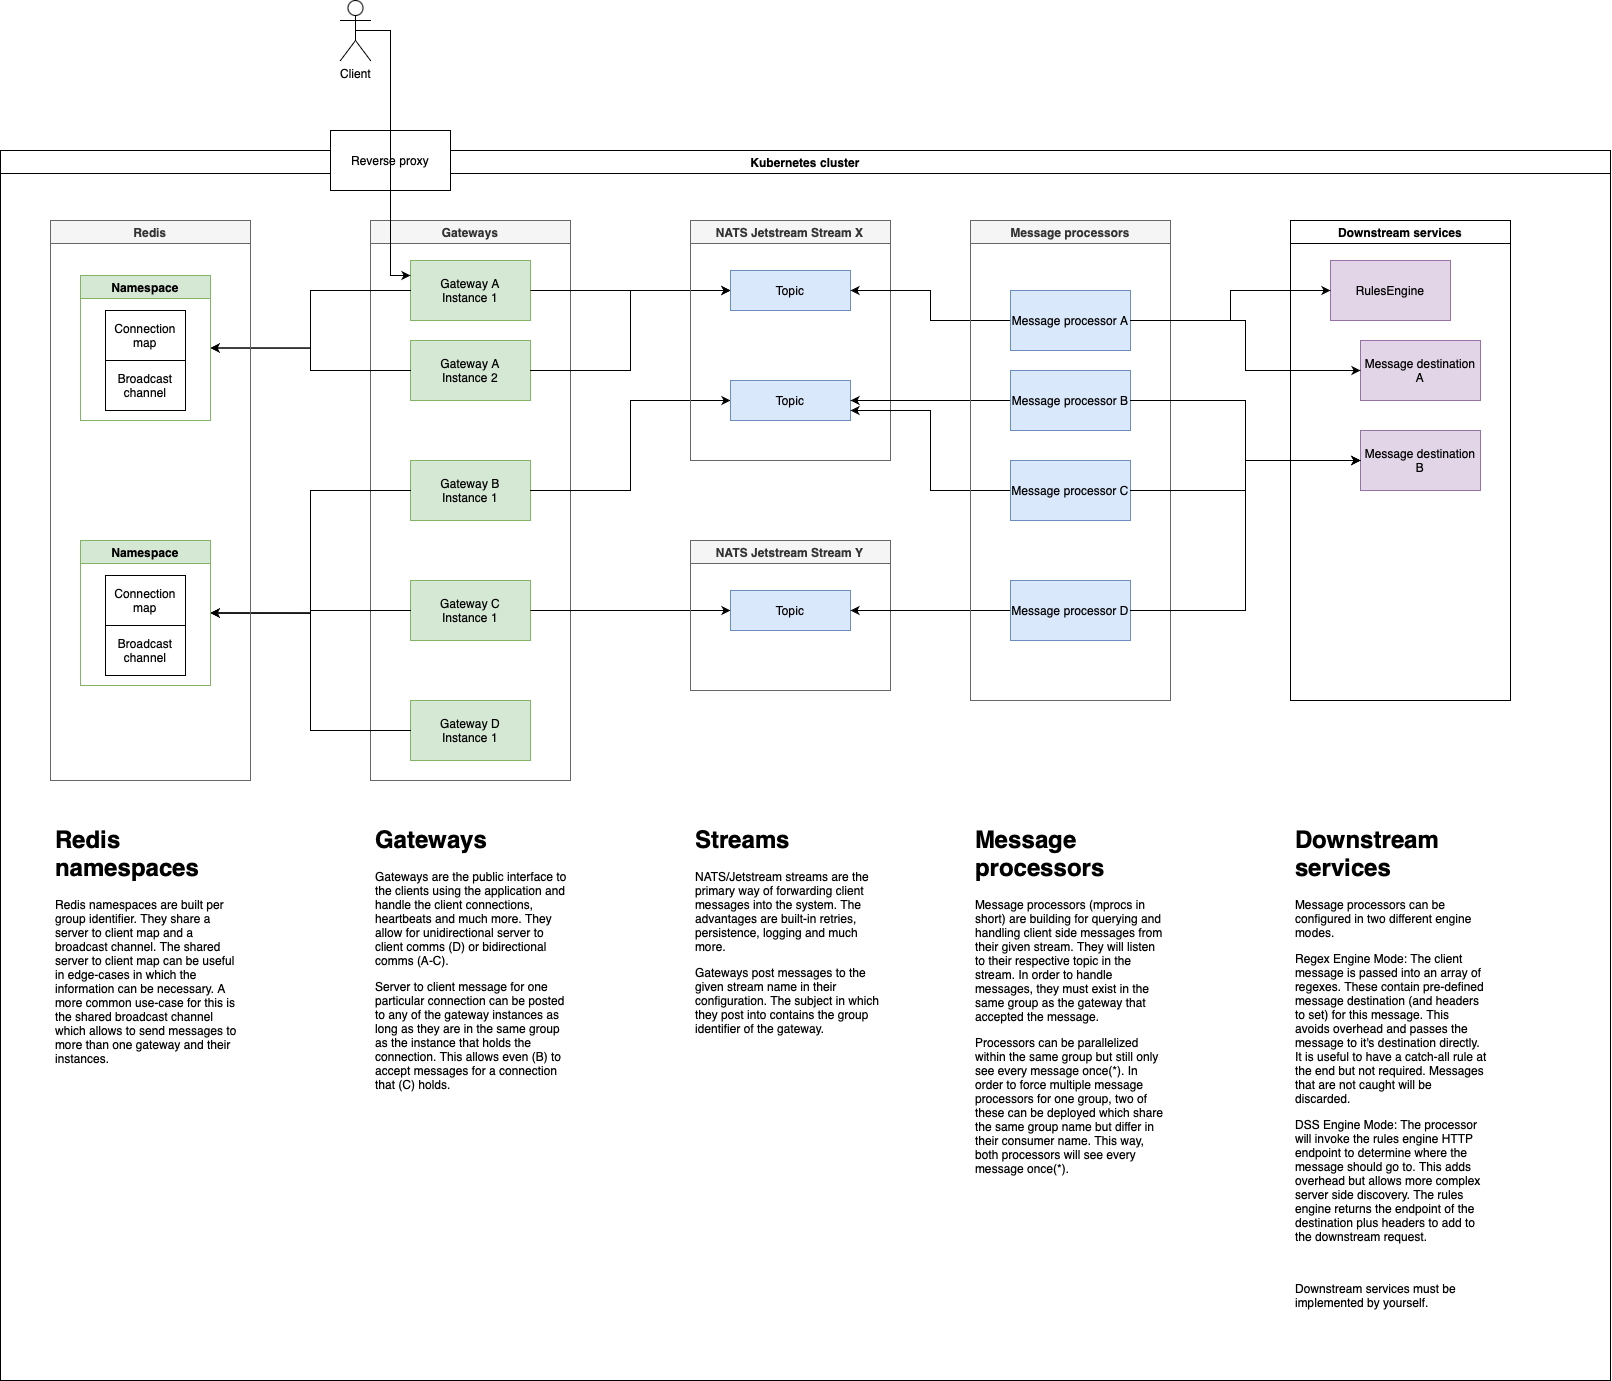 Client
Reverse proxy
Kubernetes cluster
Redis
Namespace
Connection
map
Broadcast
channel
Namespace
Connection
map
Broadcast
channel
Gateways
Gateway A
Instance 1
Gateway A
Instance 2
Gateway B
Instance 1
Gateway C
Instance 1
Gateway D
Instance 1
NATS Jetstream Stream X
Topic
Topic
NATS Jetstream Stream Y
Topic
Message processors
Message processor A
Message processor B
Message processor C
Message processor D
Downstream services
RulesEngine
Message destination
A
Message destination
B
Redis
namespaces
Redis namespaces are built per
group identifier. They share a
server to client map and a
broadcast channel. The shared
server to client map can be useful
in edge-cases in which the
information can be necessary. A
more common use-case for this is
the shared broadcast channel
which allows to send messages to
more than one gateway and their
instances.
Gateways
Gateways are the public interface to
the clients using the application and
handle the client connections,
heartbeats and much more. They
allow for unidirectional server to
client comms (D) or bidirectional
comms (A-C).
Server to client message for one
particular connection can be posted
to any of the gateway instances as
long as they are in the same group
as the instance that holds the
connection. This allows even (B) to
accept messages for a connection
that (C) holds.
Streams
NATS/Jetstream streams are the
primary way of forwarding client
messages into the system. The
advantages are built-in retries,
persistence, logging and much
more.
Gateways post messages to the
given stream name in their
configuration. The subject in which
they post into contains the group
identifier of the gateway.
Message
processors
Message processors (mprocs in
short) are building for querying and
handling client side messages from
their given stream. They will listen
to their respective topic in the
stream. In order to handle
messages, they must exist in the
same group as the gateway that
accepted the message.
Processors can be parallelized
within the same group but still only
see every message once(*). In
order to force multiple message
processors for one group, two of
these can be deployed which share
the same group name but differ in
their consumer name. This way,
both processors will see every
message once(*).
Downstream
services
Message processors can be
configured in two different engine
modes.
Regex Engine Mode: The client
message is passed into an array of
regexes. These contain pre-defined
message destination (and headers
to set) for this message. This
avoids overhead and passes the
message to it's destination directly.
It is useful to have a catch-all rule at
the end but not required. Messages
that are not caught will be
discarded.
DSS Engine Mode: The processor
will invoke the rules engine HTTP
endpoint to determine where the
message should go to. This adds
overhead but allows more complex
server side discovery. The rules
engine returns the endpoint of the
destination plus headers to add to
the downstream request.
Downstream services must be
implemented by yourself.